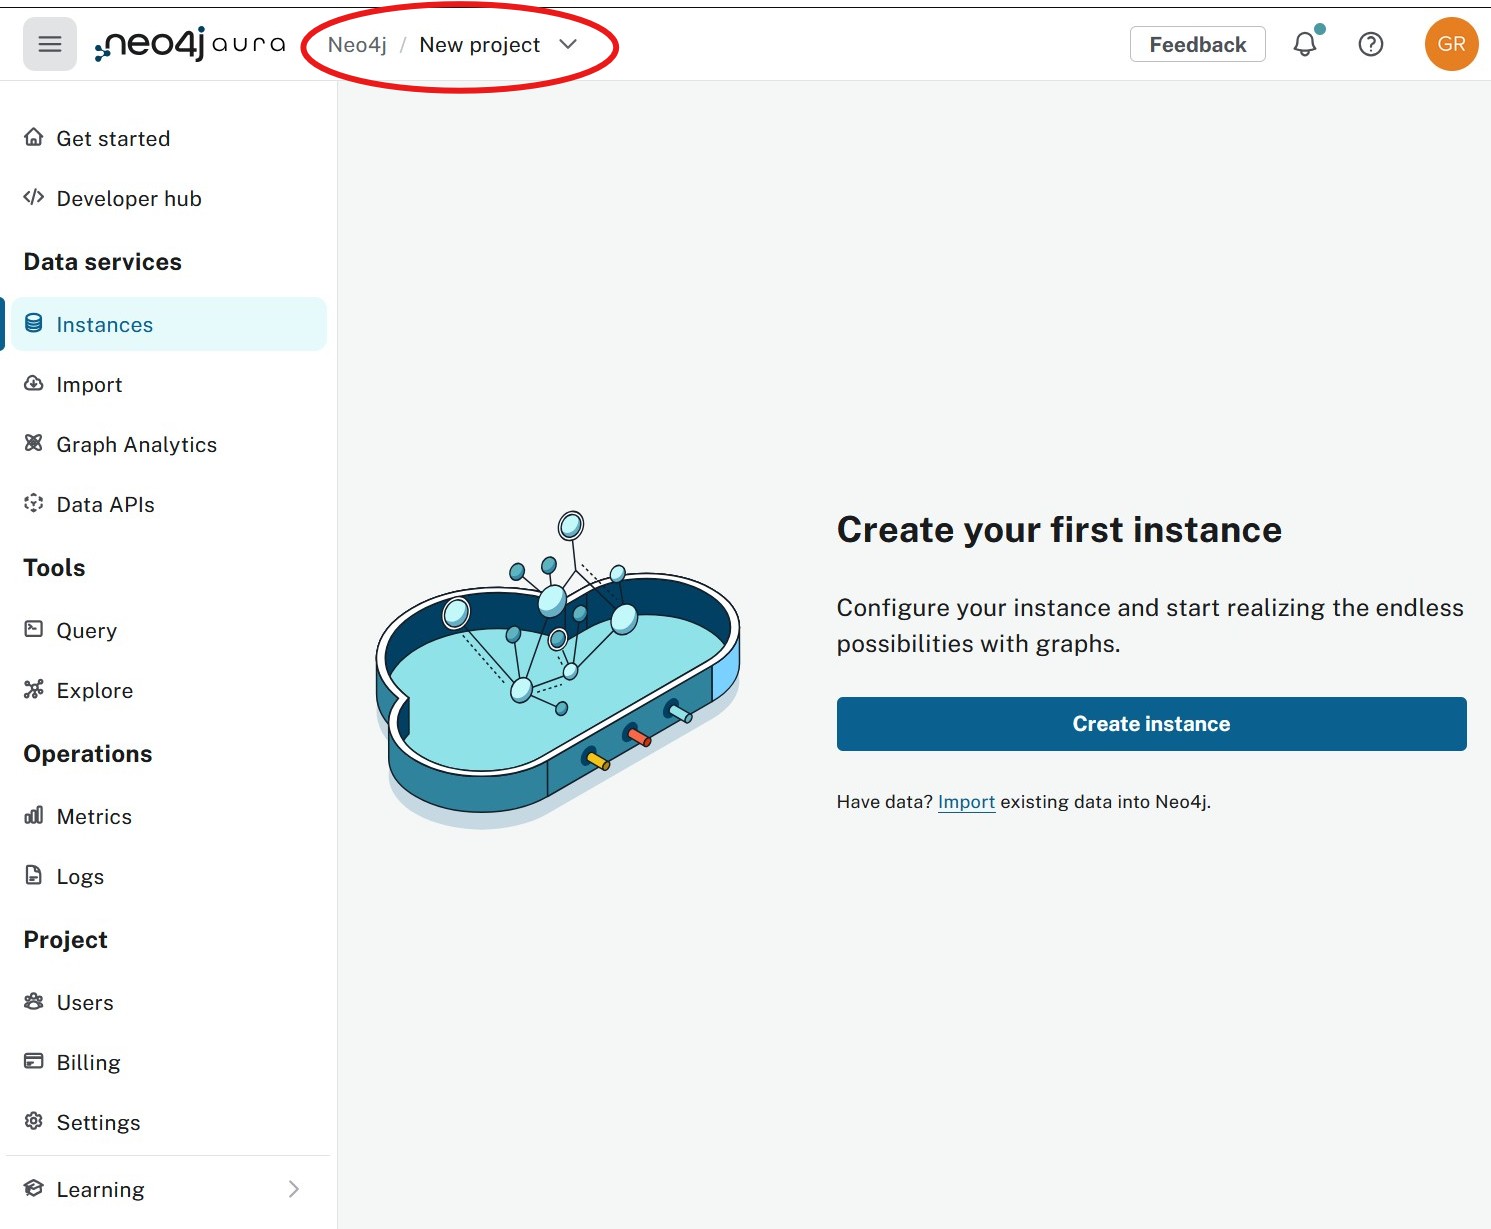 neo4j aura Neo4j / New project Feedback GR
Get started
Developer hub
Data services
Instances
Import
Graph Analytics
Data APIs
Tools
Query
Explore
Operations
Metrics
Logs
Project
Users
Billing
Settings
Learning
Create your first instance
Configure your instance and start realizing the endless
possibilities with graphs.
Create instance
Have data? Import existing data into Neo4j.